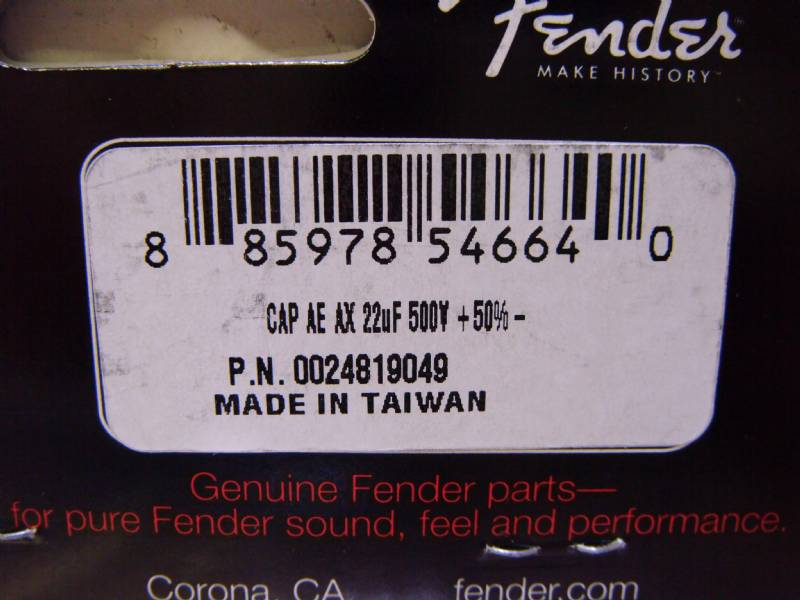 Fender
MAKE HISTORY™
8 85978 54664 0
CAP AE AX 22uF 500V +50% -
P.N. 0024819049
MADE IN TAIWAN
Genuine Fender parts—
for pure Fender sound, feel and performance.
Corona, CA fender.com